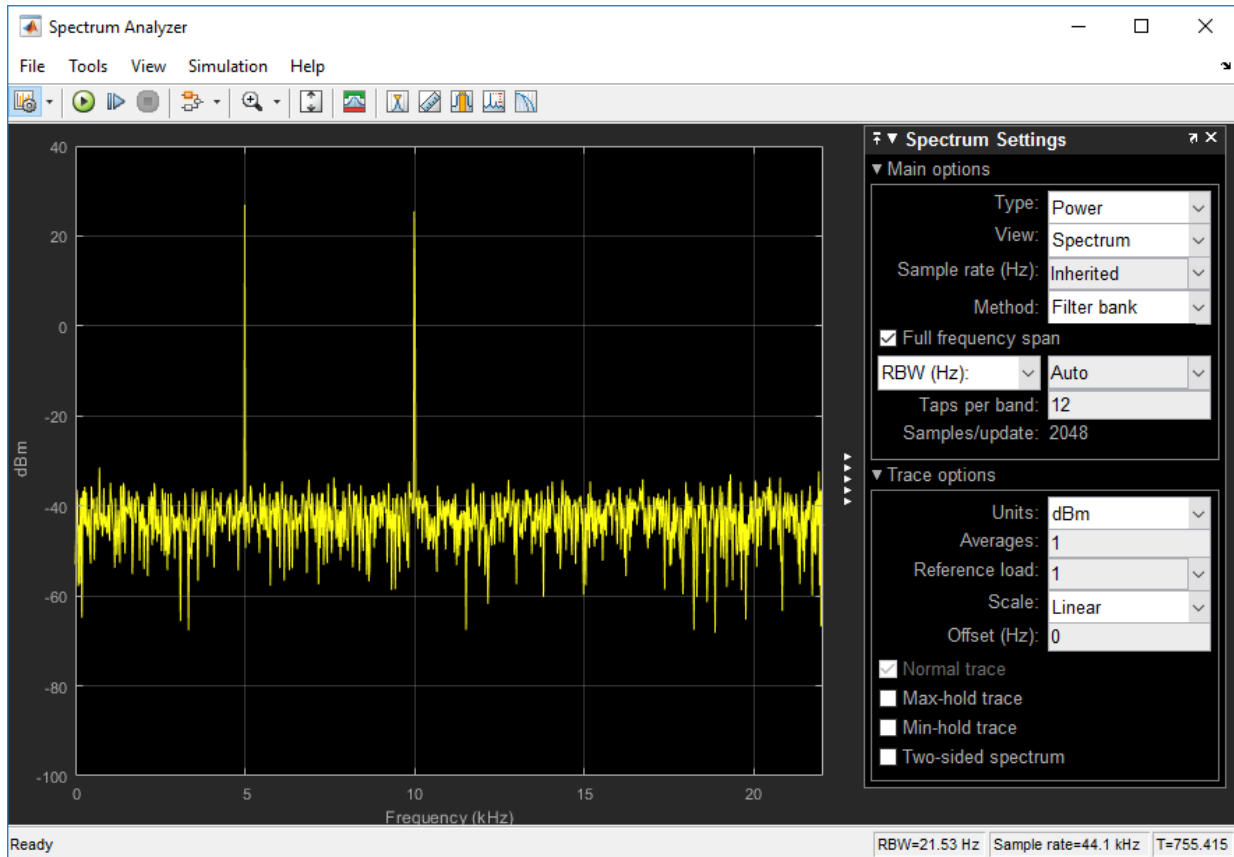 Spectrum Analyzer
File Tools View Simulation Help
40
20
0
-20
-40
-60
-80
-100
dBm
0 5 10 15 20
Frequency (kHz)
Spectrum Settings
Main options
Type: Power
View: Spectrum
Sample rate (Hz): Inherited
Method: Filter bank
Full frequency span
RBW (Hz): Auto
Taps per band: 12
Samples/update: 2048
Trace options
Units: dBm
Averages: 1
Reference load: 1
Scale: Linear
Offset (Hz): 0
Normal trace
Max-hold trace
Min-hold trace
Two-sided spectrum
Ready RBW=21.53 Hz Sample rate=44.1 kHz T=755.415